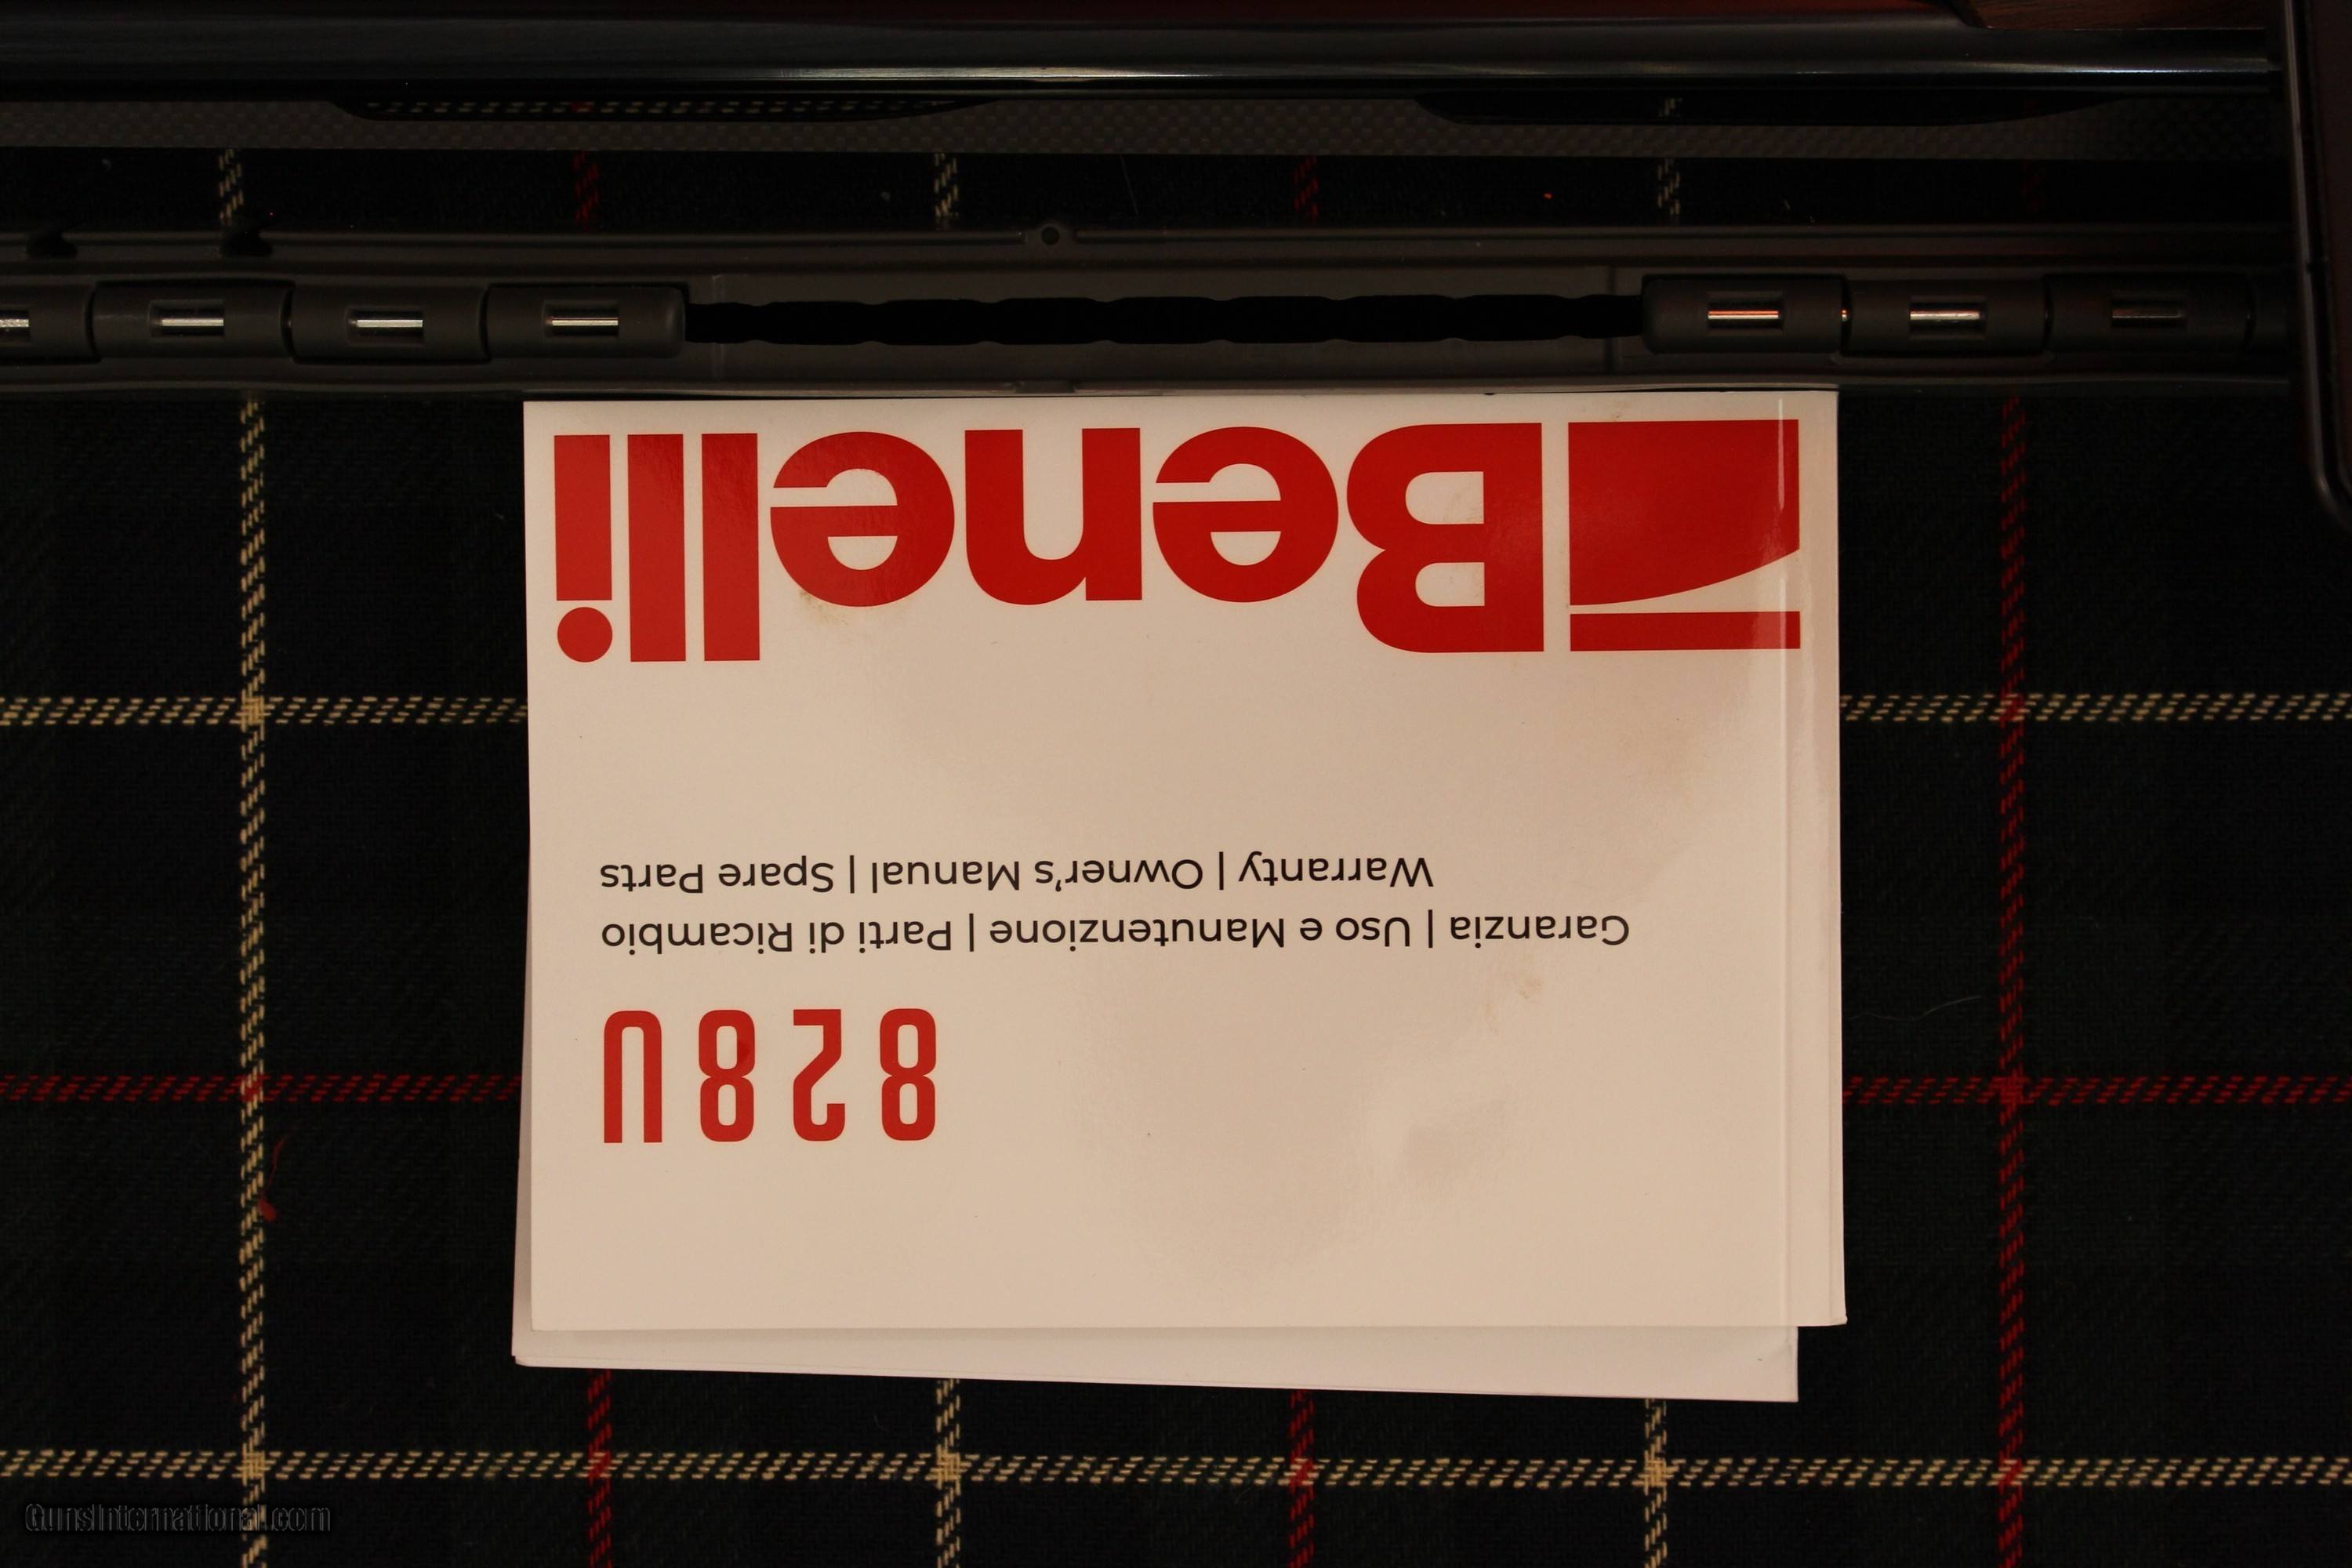 828U
Garanzia | Uso e Manutenzione | Parti di Ricambio
Warranty | Owner's Manual | Spare Parts
Benelli
GunsInternational.com